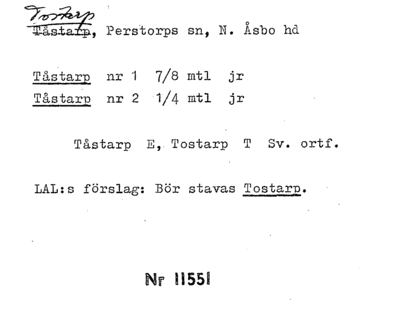 Tostarp
Tåstarp, Perstorps sn, N. Åsbo hd
Tåstarp nr 1 7/8 mtl jr
Tåstarp nr 2 1/4 mtl jr
Tåstarp E, Tostarp T Sv. ortf.
LAL:s förslag: Bör stavas Tostarp.
Nr 11551